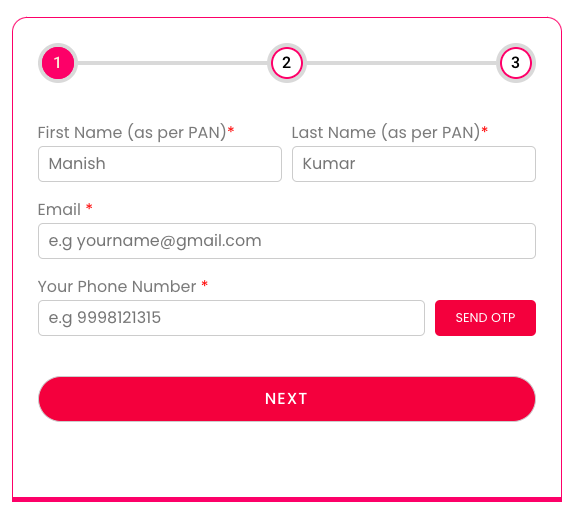 1 2 3
First Name (as per PAN)* Last Name (as per PAN)*
Manish Kumar
Email *
e.g yourname@gmail.com
Your Phone Number *
e.g 9998121315 SEND OTP
NEXT